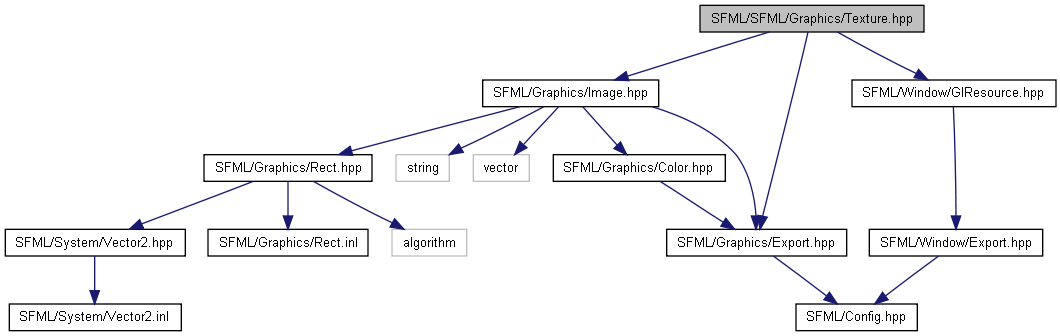 SFML/SFML/Graphics/Texture.hpp
SFML/Graphics/Image.hpp
SFML/Window/GlResource.hpp
SFML/Graphics/Rect.hpp
string
vector
SFML/Graphics/Color.hpp
SFML/System/Vector2.hpp
SFML/Graphics/Rect.inl
algorithm
SFML/Graphics/Export.hpp
SFML/Window/Export.hpp
SFML/System/Vector2.inl
SFML/Config.hpp